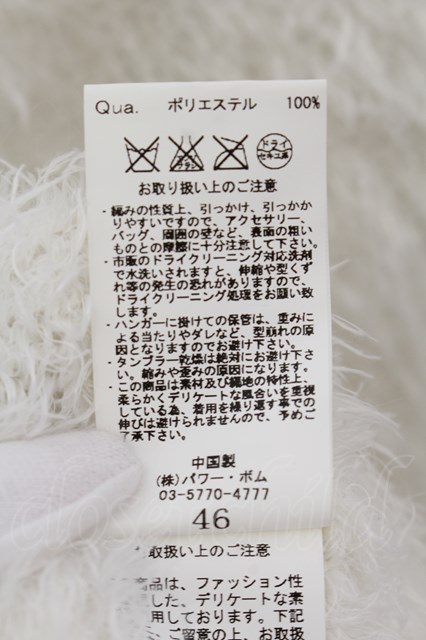 Qua. ポリエステル 100%
エンソ
サラシ
ドライ
セキユ系
お取り扱い上のご注意
・編みの性質上、引っかけ、引っかか
りやすいですので、アクセサリー、
バッグ、周囲の壁など、表面の粗い
ものとの摩擦に十分注意して下さい。
・市販のドライクリーニング対応洗剤
で水洗いされますと、伸縮や型くず
れ等の発生の恐れがありますので、
ドライクリーニング処理をお願い致
します。
・ハンガーに掛けての保管は、重みに
よる当たりやダレなど、型崩れの原
因となりますのでお避け下さい。
・タンブラー乾燥は絶対にお避け下さ
い。縮みや歪みの原因になります。
・この商品は素材及び編地の特性上、
柔らかくデリケートな風合いを重視
している為、着用を繰り返す事での
伸びは避けられませんので、予めご
了承下さい。
中国製
(株)パワー・ボム
03-5770-4777
46
取扱い上のご注意
商品は、ファッション性
した、デリケートな素
用しております。下記
ご留意の上、お取扱